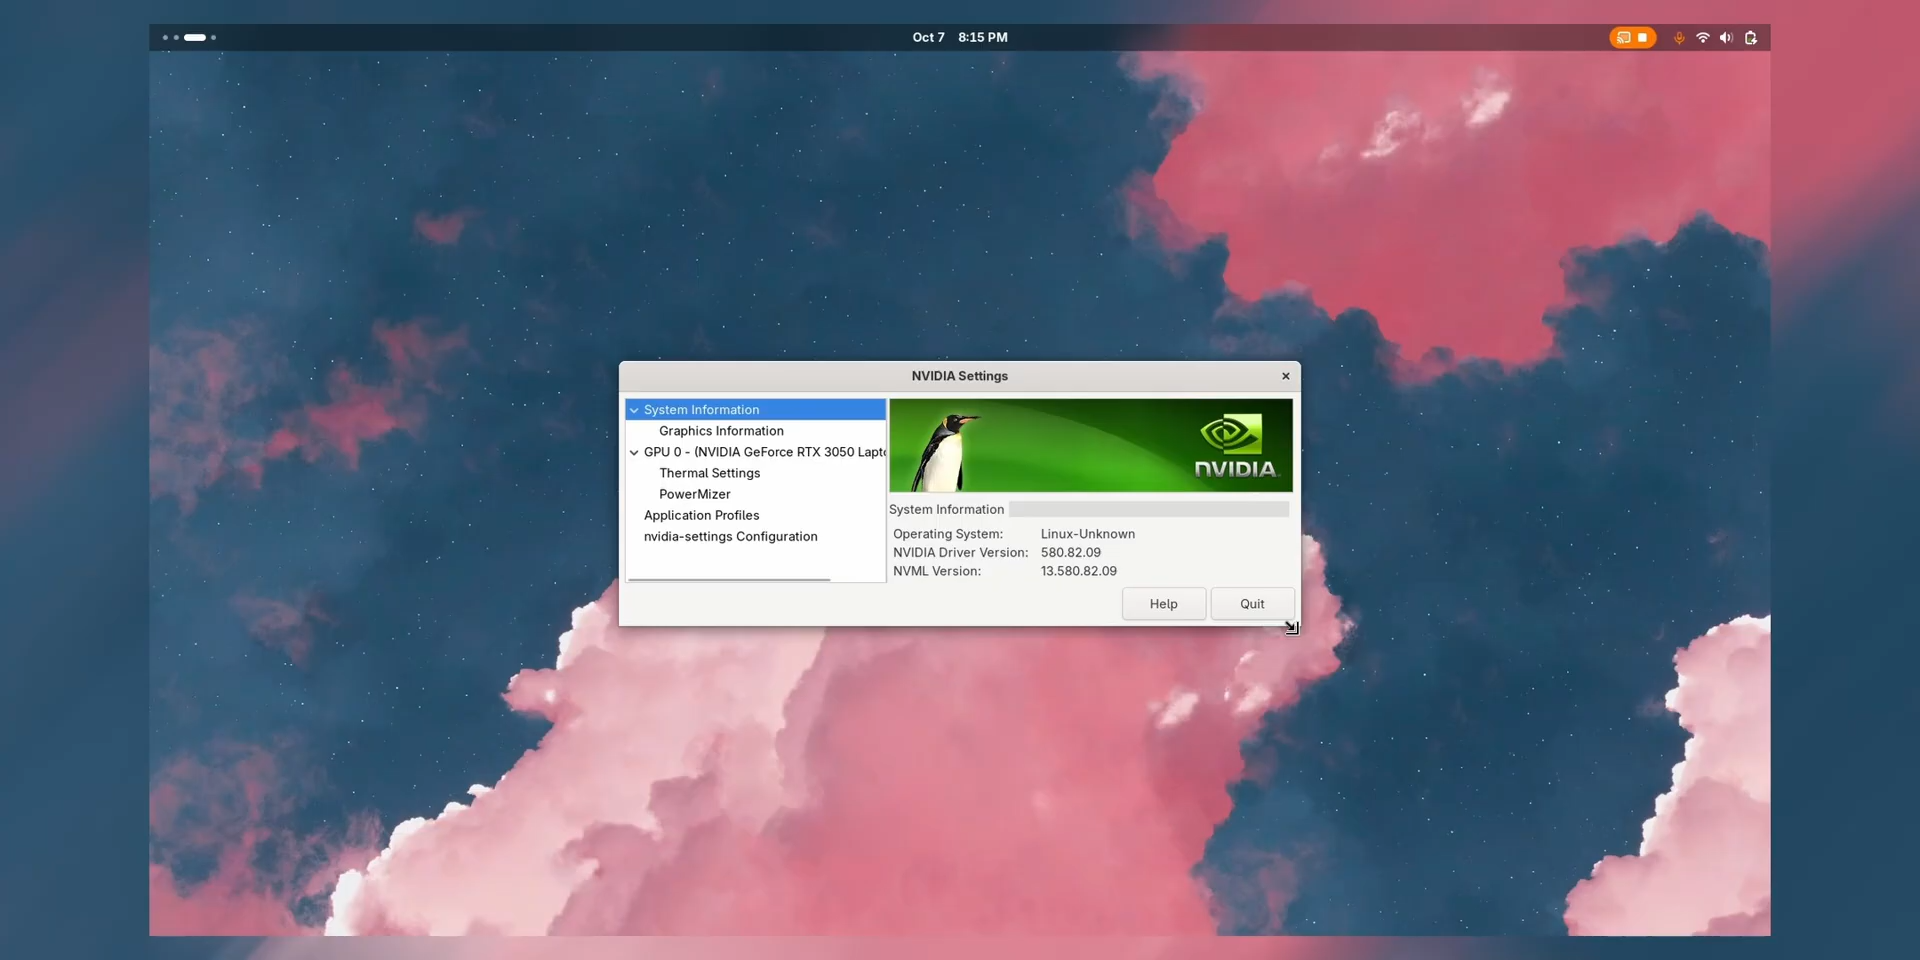 Oct 7 8:15 PM
NVIDIA Settings
System Information
Graphics Information
GPU 0 - (NVIDIA GeForce RTX 3050 Lapto
Thermal Settings
PowerMizer
Application Profiles
nvidia-settings Configuration
NVIDIA
System Information
Operating System: Linux-Unknown
NVIDIA Driver Version: 580.82.09
NVML Version: 13.580.82.09
Help Quit